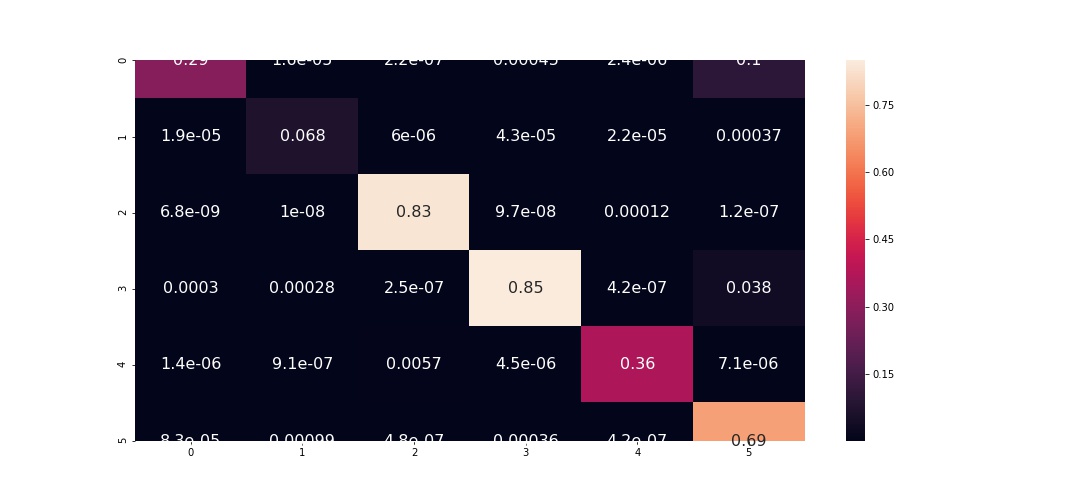 0 0.29 1.6e-05 2.2e-07 0.00045 2.4e-06 0.1
0.75
1 1.9e-05 0.068 6e-06 4.3e-05 2.2e-05 0.00037
0.60
2 6.8e-09 1e-08 0.83 9.7e-08 0.00012 1.2e-07
0.45
3 0.0003 0.00028 2.5e-07 0.85 4.2e-07 0.038
0.30
4 1.4e-06 9.1e-07 0.0057 4.5e-06 0.36 7.1e-06
0.15
5 8.3e-05 0.00099 4.8e-07 0.00036 4.2e-07 0.69
0 1 2 3 4 5